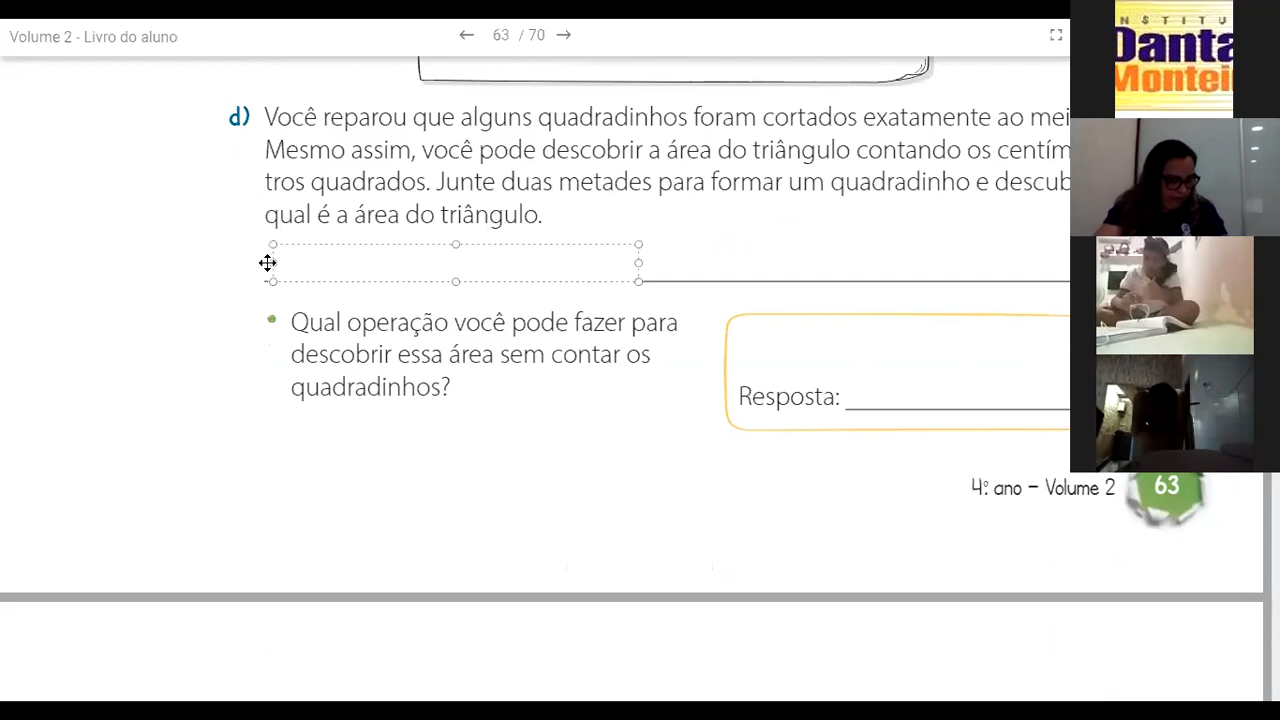 Volume 2 - Livro do aluno
63 / 70
INSTITU
Danta
Montei
d) Você reparou que alguns quadradinhos foram cortados exatamente ao mei
Mesmo assim, você pode descobrir a área do triângulo contando os centím
tros quadrados. Junte duas metades para formar um quadradinho e descub
qual é a área do triângulo.
Qual operação você pode fazer para
descobrir essa área sem contar os
quadradinhos?
Resposta:
4º. ano – Volume 2
63